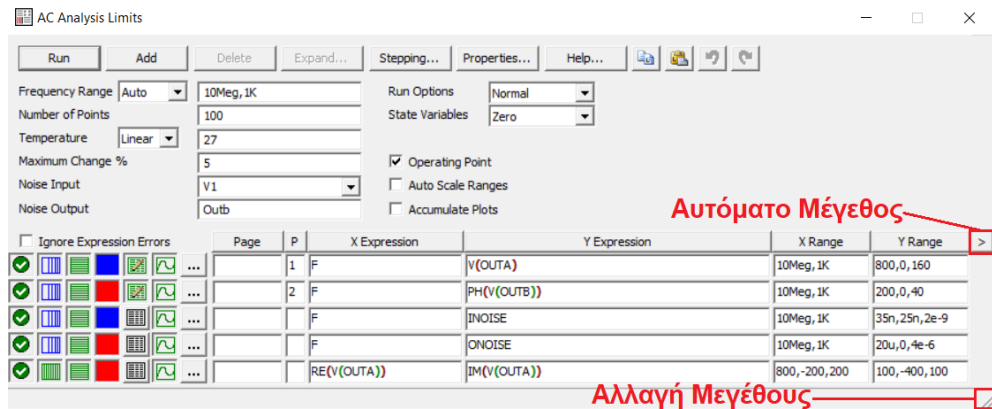 AC Analysis Limits
Run Add Delete Expand... Stepping... Properties... Help...
Frequency Range Auto 10Meg,1K Run Options Normal
Number of Points 100 State Variables Zero
Temperature Linear 27
Maximum Change % 5 Operating Point
Noise Input V1 Auto Scale Ranges
Noise Output Outb Accumulate Plots
Αυτόματο Μέγεθος
Ignore Expression Errors Page P X Expression Y Expression X Range Y Range >
... 1 F V(OUTA) 10Meg,1K 800,0,160
... 2 F PH(V(OUTB)) 10Meg,1K 200,0,40
... F INOISE 10Meg,1K 35n,25n,2e-9
... F ONOISE 10Meg,1K 20u,0,4e-6
... RE(V(OUTA)) IM(V(OUTA)) 800,-200,200 100,-400,100
Αλλαγή Μεγέθους